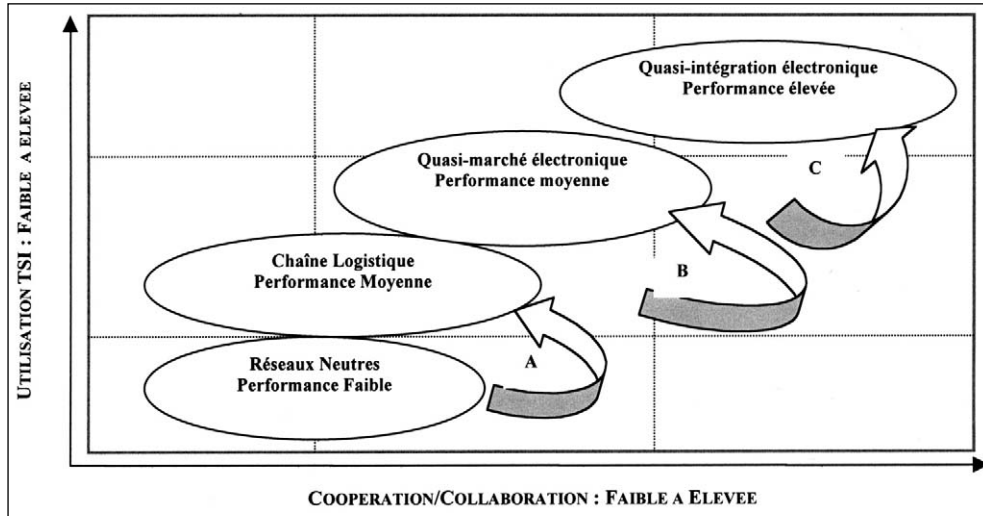 Quasi-intégration électronique
Performance élevée
Quasi-marché électronique
Performance moyenne
C
Chaîne Logistique
Performance Moyenne
B
Réseaux Neutres
Performance Faible
A
UTILISATION TSI : FAIBLE A ELEVEE
COOPERATION/COLLABORATION : FAIBLE A ELEVEE